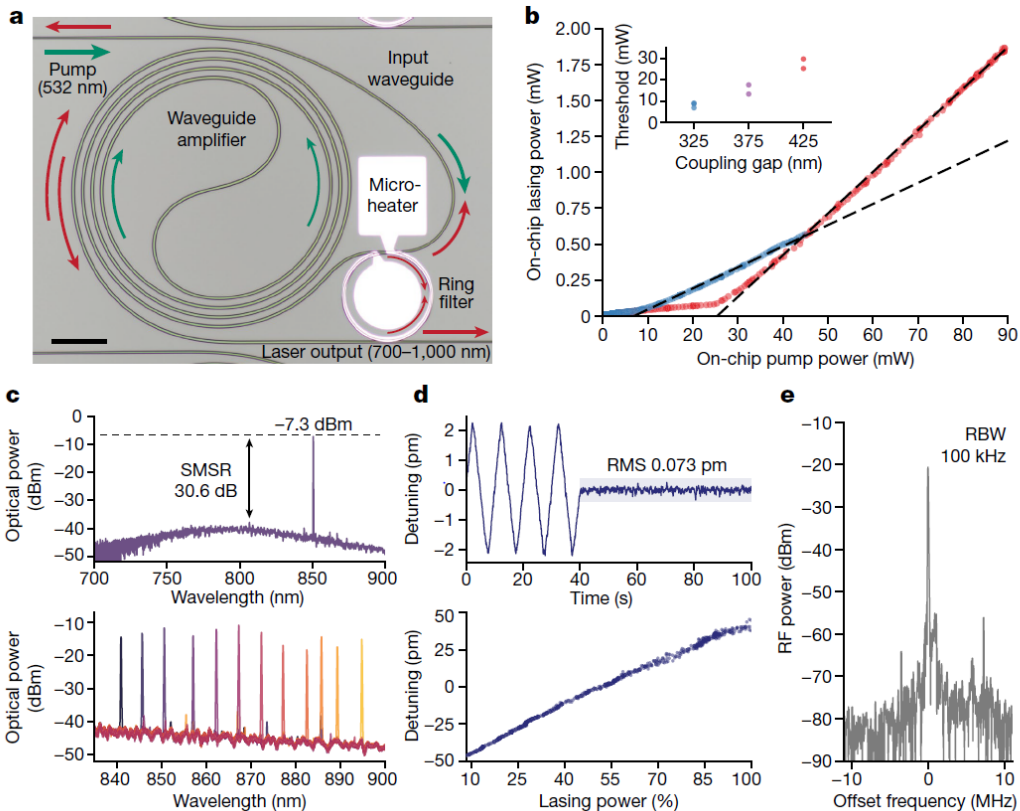 a
Pump
(532 nm)
Input
waveguide
Waveguide
amplifier
Micro-
heater
Ring
filter
Laser output (700–1,000 nm)
b
On-chip lasing power (mW)
2.00
1.75
1.50
1.25
1.00
0.75
0.50
0.25
0
0 10 20 30 40 50 60 70 80 90
On-chip pump power (mW)
Threshold
(mW)
30
20
10
0
325 375 425
Coupling gap (nm)
c
Optical power
(dBm)
0
−10
−20
−30
−40
−50
−7.3 dBm
SMSR
30.6 dB
700 750 800 850 900
Wavelength (nm)
Optical power
(dBm)
−10
−20
−30
−40
−50
840 850 860 870 880 890 900
Wavelength (nm)
d
Detuning (pm)
2
1
0
−1
−2
RMS 0.073 pm
0 20 40 60 80 100
Time (s)
Detuning (pm)
50
25
0
−25
−50
10 25 40 55 70 85 100
Lasing power (%)
e
RF power (dBm)
−10
−20
−30
−40
−50
−60
−70
−80
−90
RBW
100 kHz
−10 0 10
Offset frequency (MHz)